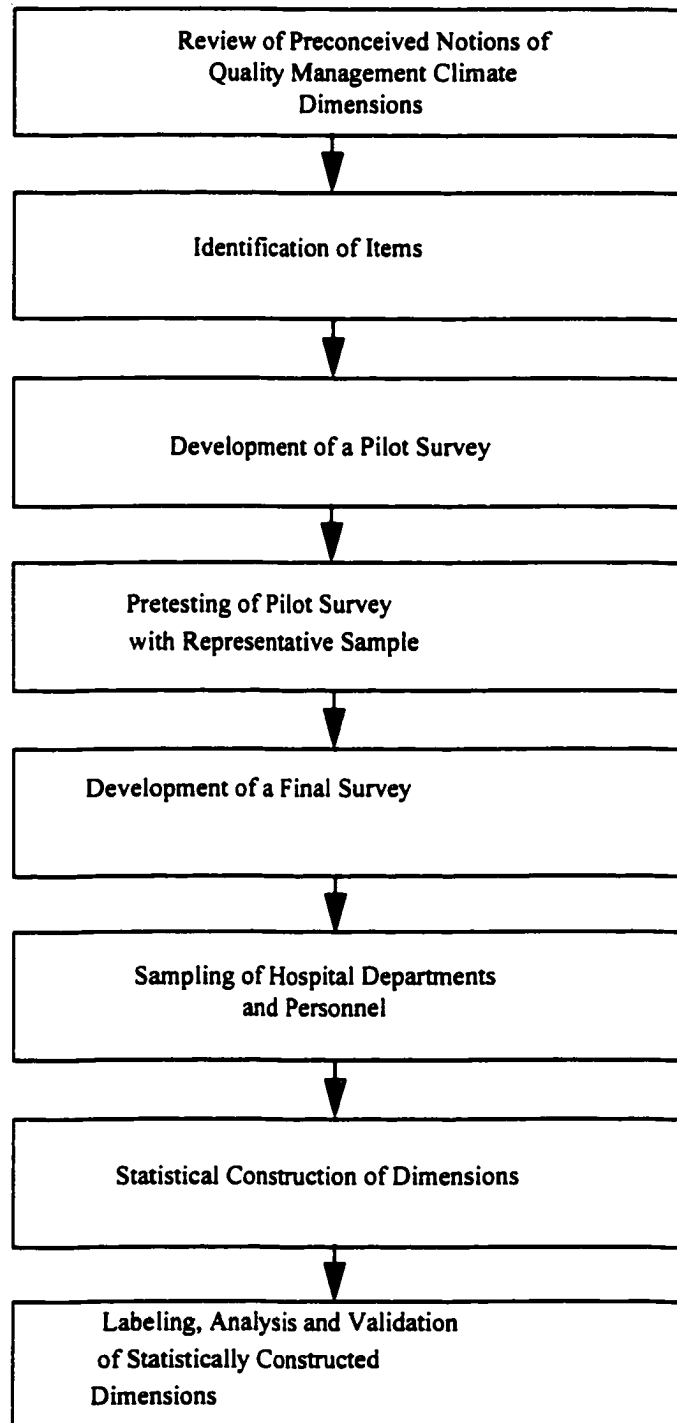 Review of Preconceived Notions of
Quality Management Climate
Dimensions
Identification of Items
Development of a Pilot Survey
Pretesting of Pilot Survey
with Representative Sample
Development of a Final Survey
Sampling of Hospital Departments
and Personnel
Statistical Construction of Dimensions
Labeling, Analysis and Validation
of Statistically Constructed
Dimensions